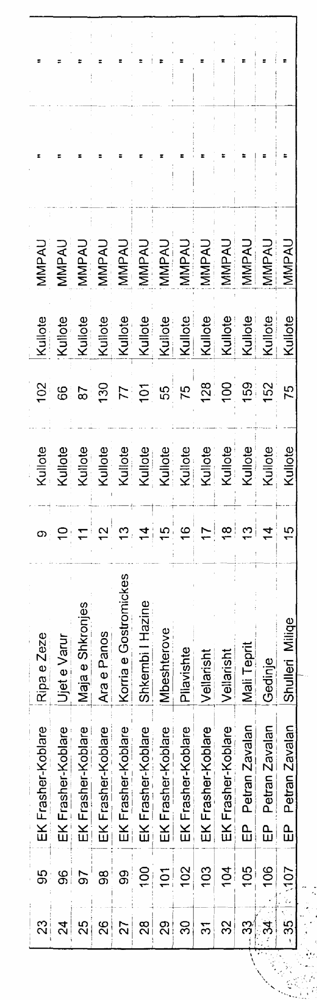 23 95 EK Frasher-Koblare Ripa e Zeze 9 Kullote 102 Kullote MMPAU " "
24 96 EK Frasher-Koblare Ujet e Varur 10 Kullote 66 Kullote MMPAU " "
25 97 EK Frasher-Koblare Maja e Shkronjes 11 Kullote 87 Kullote MMPAU " "
26 98 EK Frasher-Koblare Ara e Panos 12 Kullote 130 Kullote MMPAU " "
27 99 EK Frasher-Koblare Korria e Gostromickes 13 Kullote 77 Kullote MMPAU " "
28 100 EK Frasher-Koblare Shkembi I Hazine 14 Kullote 101 Kullote MMPAU " "
29 101 EK Frasher-Koblare Mbeshterove 15 Kullote 55 Kullote MMPAU " "
30 102 EK Frasher-Koblare Pllavishte 16 Kullote 75 Kullote MMPAU " "
31 103 EK Frasher-Koblare Vellarisht 17 Kullote 128 Kullote MMPAU " "
32 104 EK Frasher-Koblare Vellarisht 18 Kullote 100 Kullote MMPAU " "
33 105 EP Petran Zavalan Mali Teprit 13 Kullote 159 Kullote MMPAU " "
34 106 EP Petran Zavalan Gedinje 14 Kullote 152 Kullote MMPAU " "
35 107 EP Petran Zavalan Shulleri Miliqe 15 Kullote 75 Kullote MMPAU " "